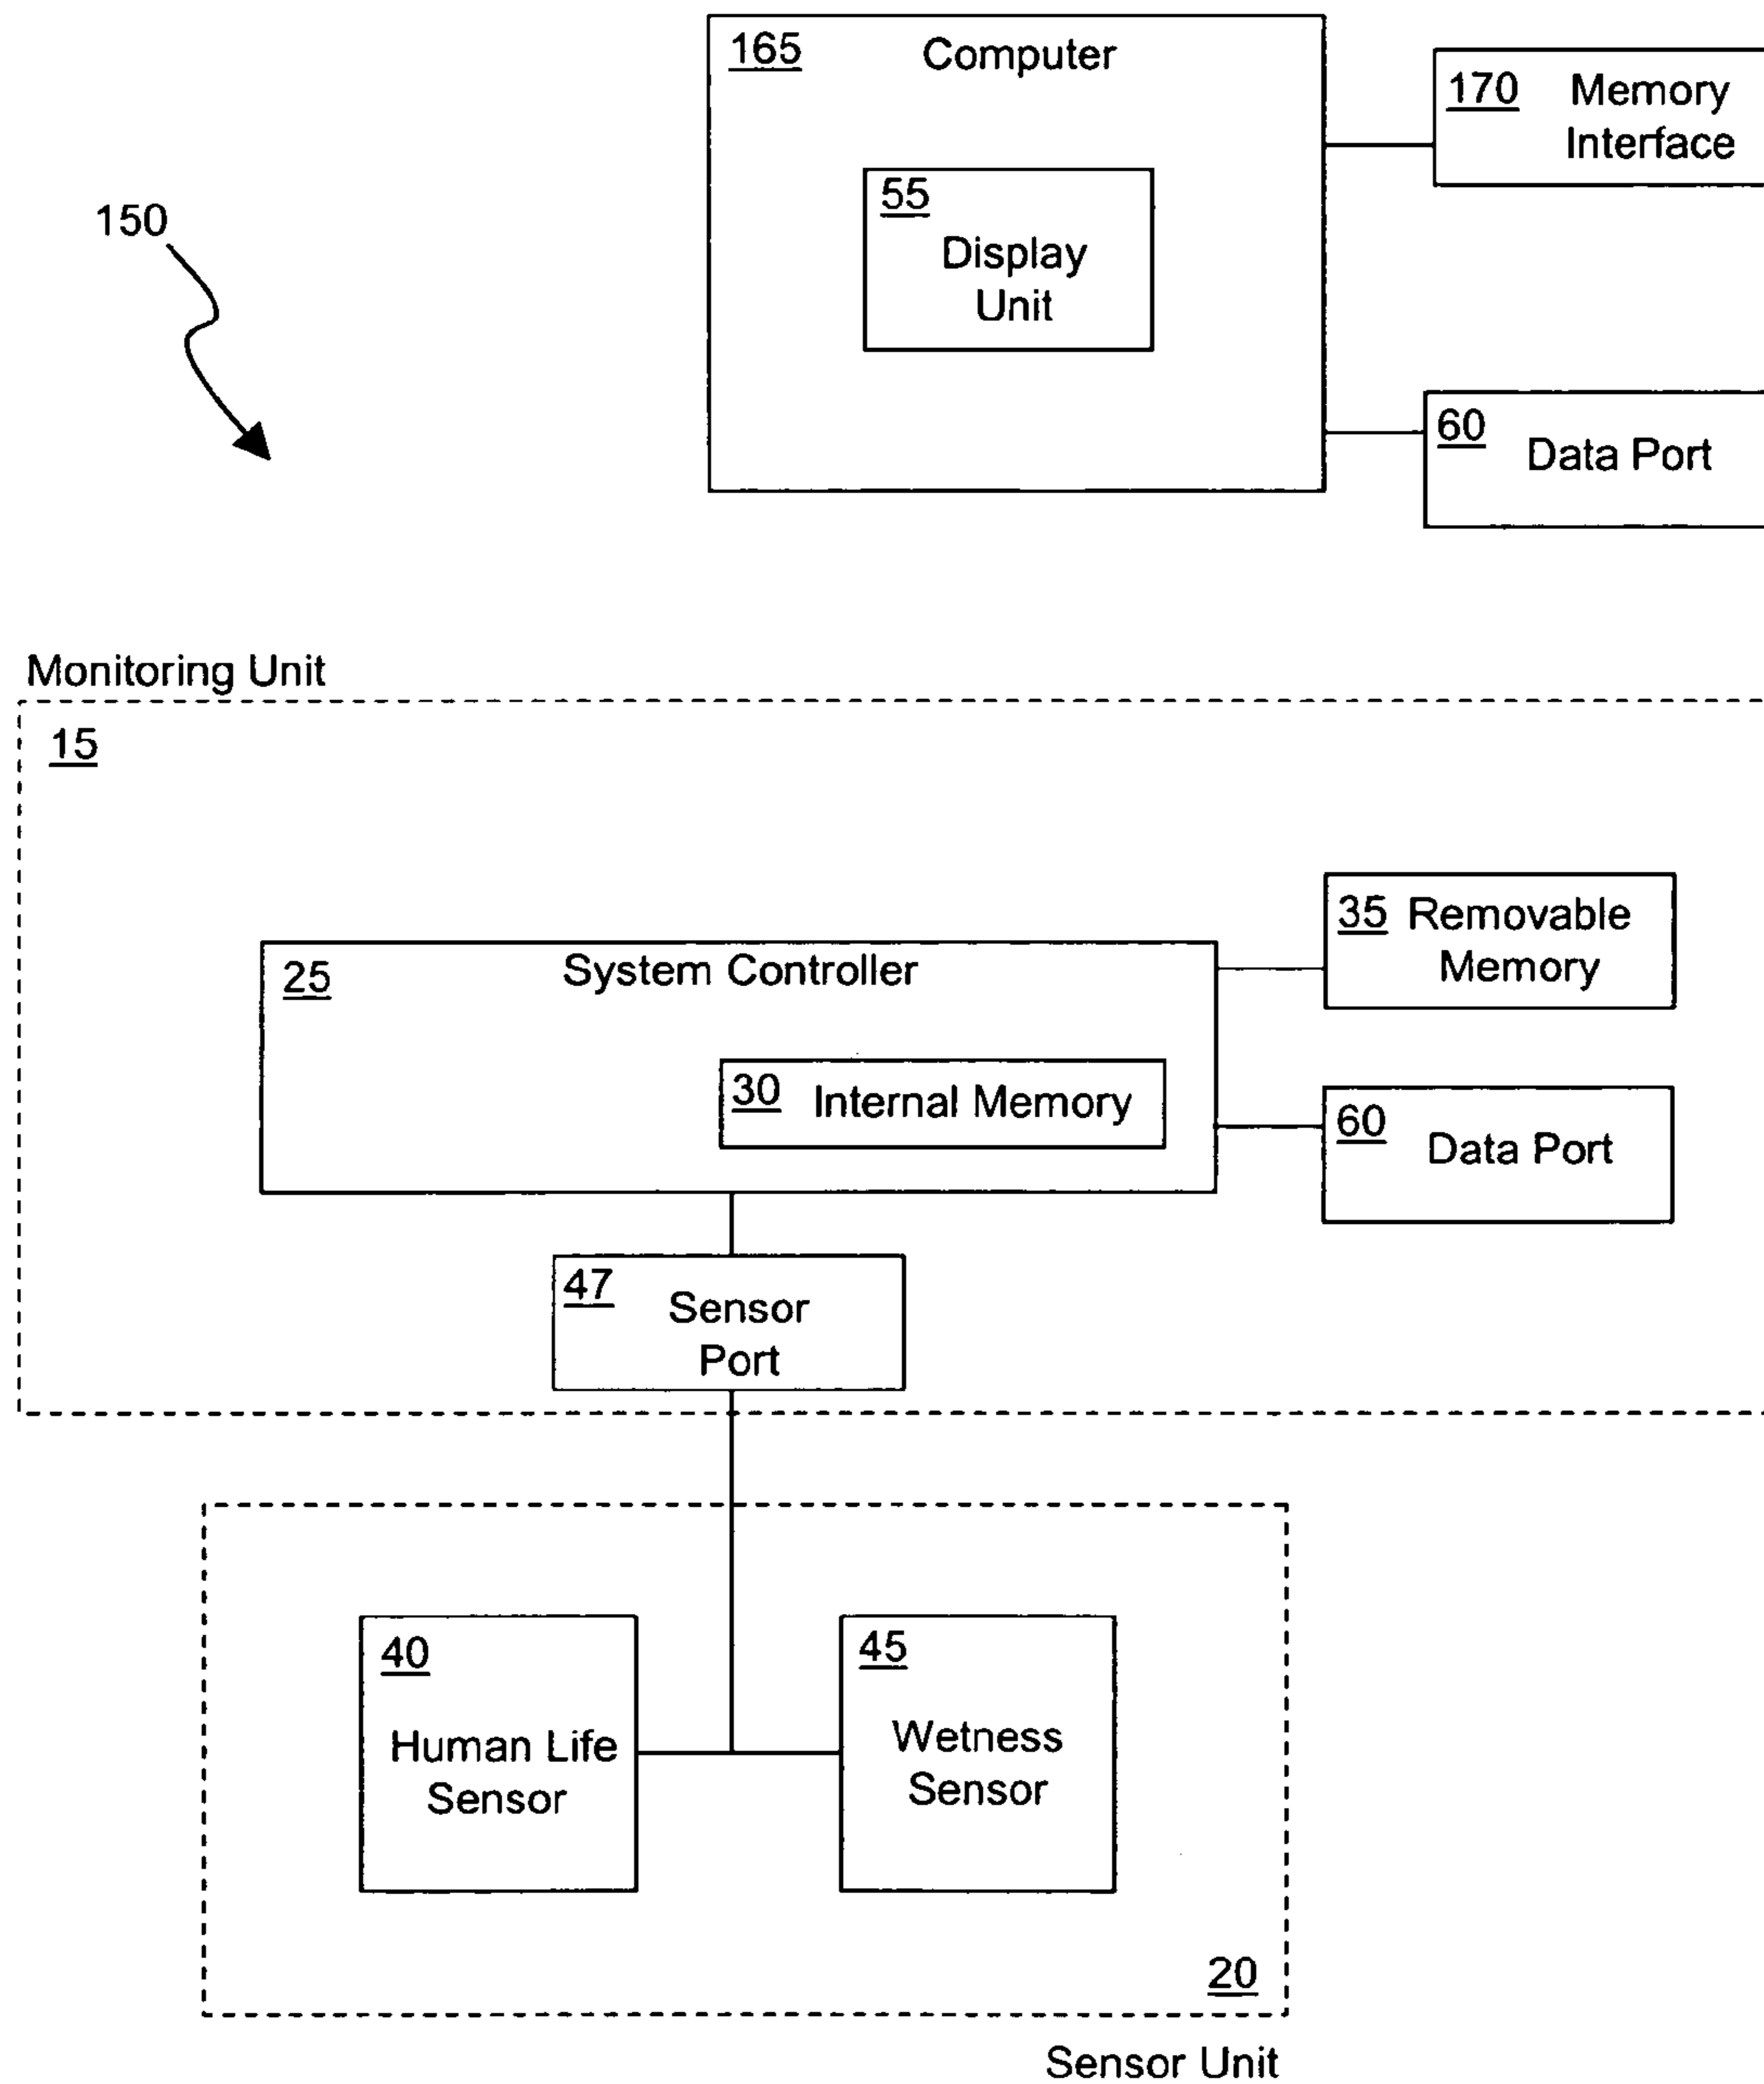 165 Computer
170 Memory
Interface
55
Display
Unit
150
60
Data Port
Monitoring Unit
15
35 Removable
Memory
25 System Controller
30 Internal Memory
60
Data Port
47
Sensor
Port
40
Human Life
Sensor
45
Wetness
Sensor
20
Sensor Unit